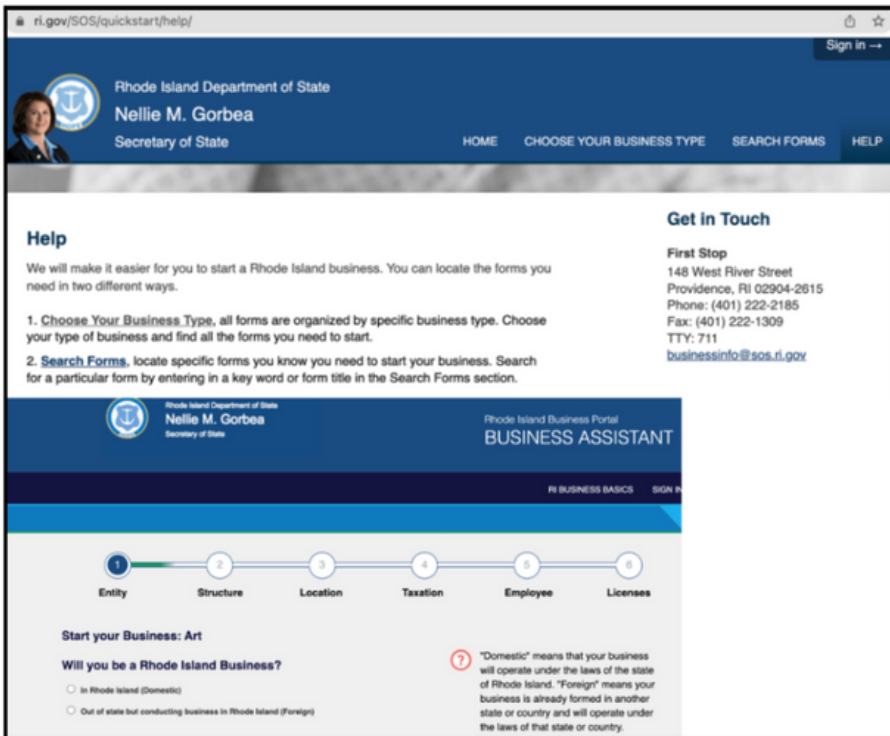 ri.gov/SOS/quickstart/help/
Sign in →
Rhode Island Department of State
Nellie M. Gorbea
Secretary of State
HOME CHOOSE YOUR BUSINESS TYPE SEARCH FORMS HELP
Help
We will make it easier for you to start a Rhode Island business. You can locate the forms you
need in two different ways.
1. Choose Your Business Type, all forms are organized by specific business type. Choose
your type of business and find all the forms you need to start.
2. Search Forms, locate specific forms you know you need to start your business. Search
for a particular form by entering in a key word or form title in the Search Forms section.
Get in Touch
First Stop
148 West River Street
Providence, RI 02904-2615
Phone: (401) 222-2185
Fax: (401) 222-1309
TTY: 711
businessinfo@sos.ri.gov
Rhode Island Department of State
Nellie M. Gorbea
Secretary of State
Rhode Island Business Portal
BUSINESS ASSISTANT
RI BUSINESS BASICS SIGN IN
1 2 3 4 5 6
Entity Structure Location Taxation Employee Licenses
Start your Business: Art
Will you be a Rhode Island Business?
In Rhode Island (Domestic)
Out of state but conducting business in Rhode Island (Foreign)
?
"Domestic" means that your business
will operate under the laws of the state
of Rhode Island. "Foreign" means your
business is already formed in another
state or country and will operate under
the laws of that state or country.